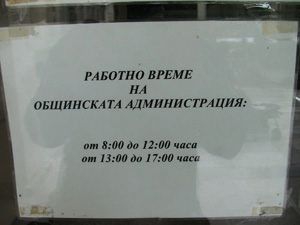 РАБОТНО ВРЕМЕ
НА
ОБЩИНСКАТА АДМИНИСТРАЦИЯ:
от 8:00 до 12:00 часа
от 13:00 до 17:00 часа